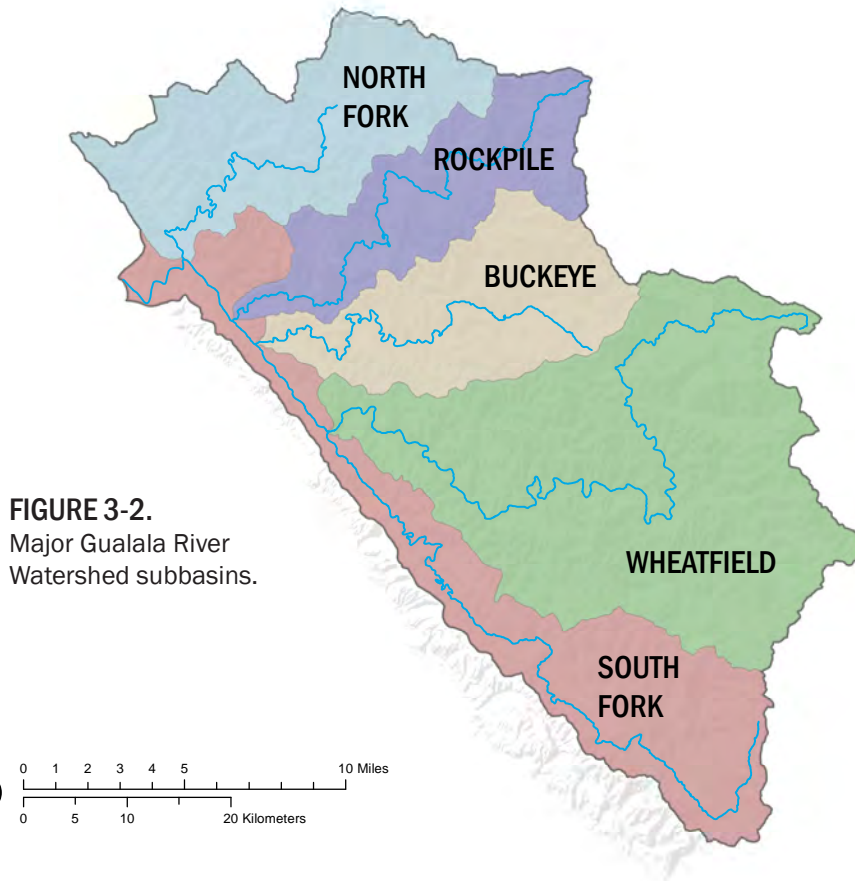 NORTH
FORK
ROCKPILE
BUCKEYE
FIGURE 3-2.
Major Gualala River
Watershed subbasins.
WHEATFIELD
SOUTH
FORK
0 1 2 3 4 5 10 Miles
0 5 10 20 Kilometers